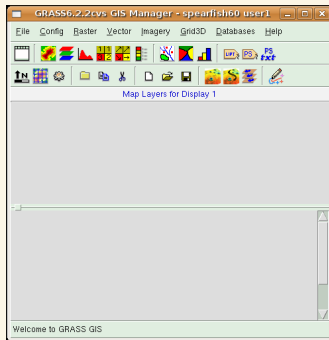 GRASS6.2.2cvs GIS Manager - spearfish60 user1
File Config Raster Vector Imagery Grid3D Databases Help
PS PS txt
Map Layers for Display 1
Welcome to GRASS GIS